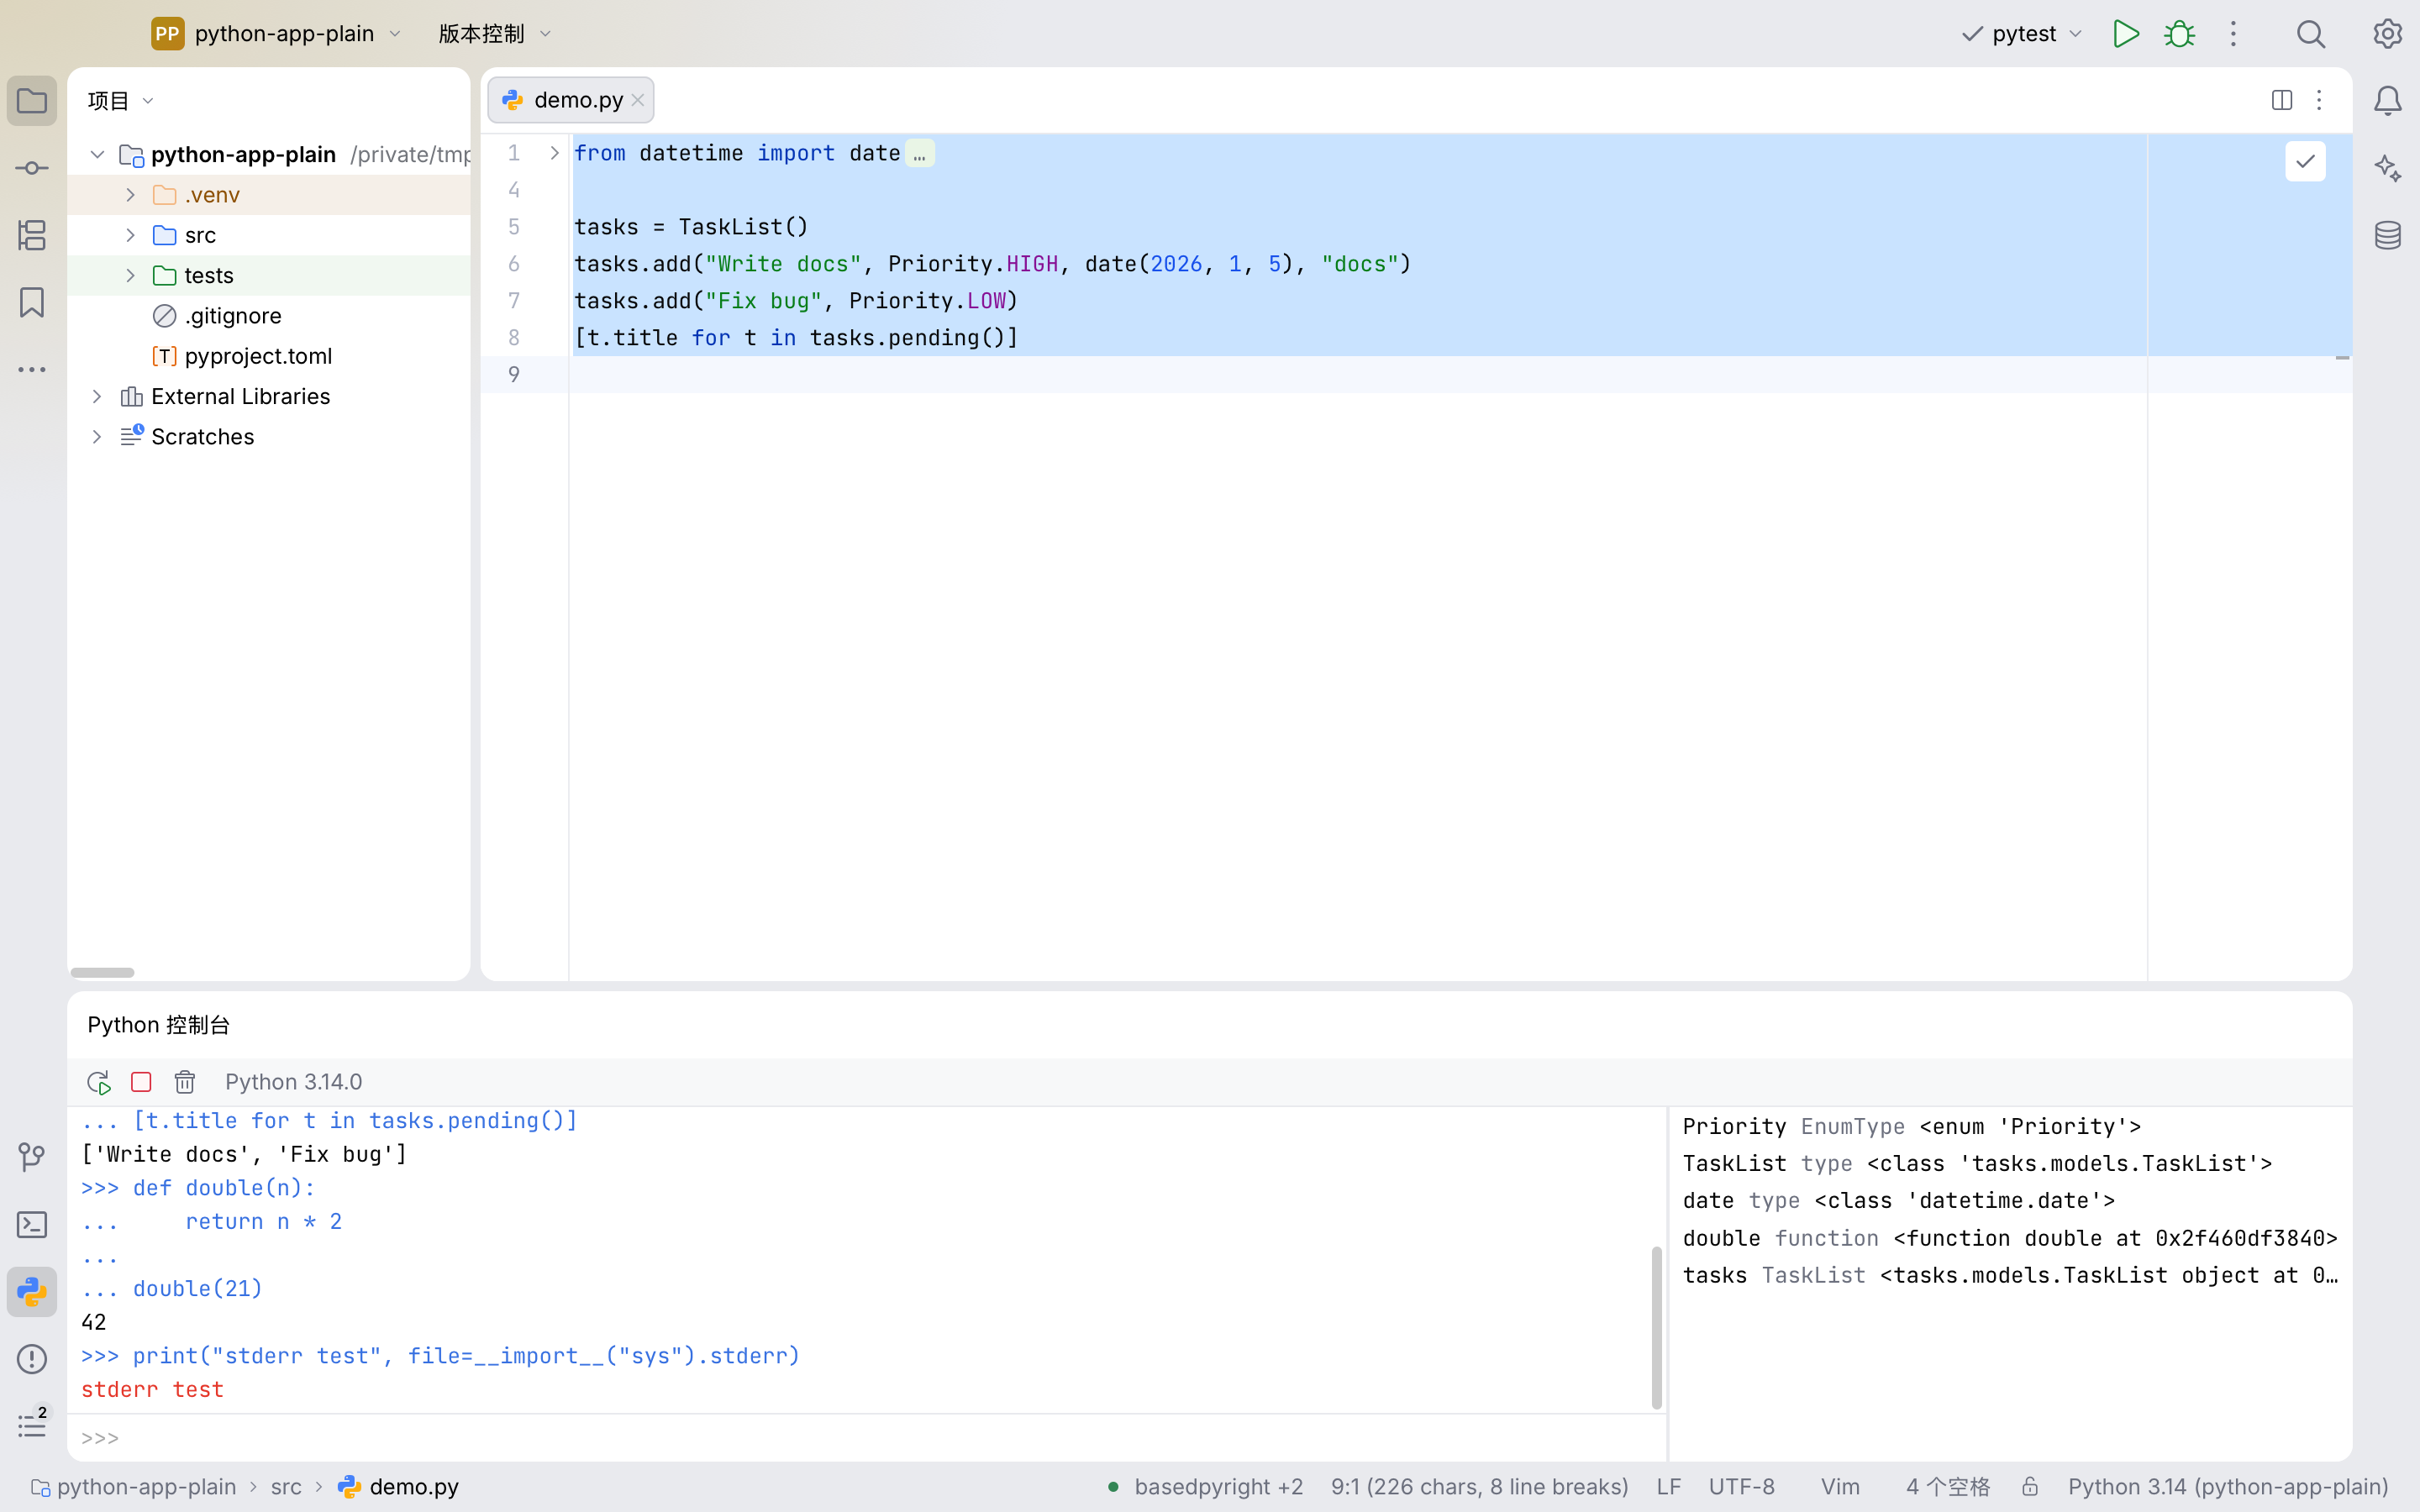 PP python-app-plain 版本控制 pytest
项目
python-app-plain /private/tmp
.venv
src
tests
.gitignore
[T] pyproject.toml
External Libraries
Scratches
demo.py
1 from datetime import date...
4
5 tasks = TaskList()
6 tasks.add("Write docs", Priority.HIGH, date(2026, 1, 5), "docs")
7 tasks.add("Fix bug", Priority.LOW)
8 [t.title for t in tasks.pending()]
9
Python 控制台
Python 3.14.0
... [t.title for t in tasks.pending()]
['Write docs', 'Fix bug']
>>> def double(n):
...     return n * 2
...
... double(21)
42
>>> print("stderr test", file=__import__("sys").stderr)
stderr test
>>>
Priority EnumType <enum 'Priority'>
TaskList type <class 'tasks.models.TaskList'>
date type <class 'datetime.date'>
double function <function double at 0x2f460df3840>
tasks TaskList <tasks.models.TaskList object at 0…
2
python-app-plain > src > demo.py
basedpyright +2 9:1 (226 chars, 8 line breaks) LF UTF-8 Vim 4 个空格 Python 3.14 (python-app-plain)